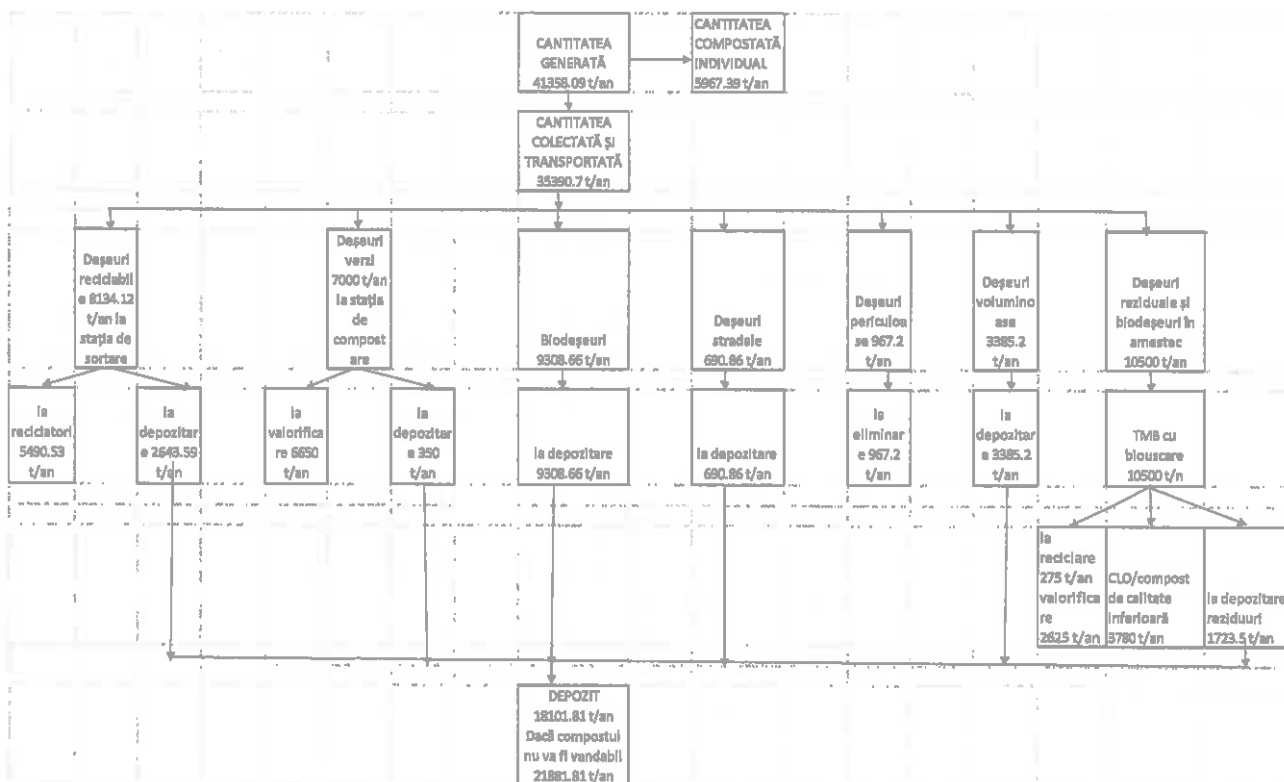 CANTITATEA
GENERATĂ
41358.09 t/an
CANTITATEA
COMPOSTATĂ
INDIVIDUAL
5967.39 t/an
CANTITATEA
COLECTATĂ ȘI
TRANSPORTATĂ
35390.7 t/an
Deșeuri
reciclabil
e 8134.12
t/an la
stația de
sortare
Deșeuri
verzi
7000 t/an
la stația
de
compost
are
Biodeșeuri
9308.66 t/an
Deșeuri
stradale
690.86 t/an
Deșeuri
periculoa
se 967.2
t/an
Deșeuri
volumino
ase
3385.2
t/an
Deșeuri
reziduale și
biodeșeuri în
amestec
10500 t/an
la
reciclatori
5490.53
t/an
la
depozitar
e 2643.59
t/an
la
valorifica
re 6650
t/an
la
depozitar
e 350
t/an
la depozitare
9308.66 t/an
la depozitare
690.86 t/an
la
eliminar
e 967.2
t/an
la
depozitar
e 3385.2
t/an
TMB cu
biouscare
10500 t/n
la
reciclare
275 t/an
valorifica
re
2625 t/an
CLO/compost
de calitate
inferioară
3780 t/an
la depozitare
reziduuri
1723.5 t/an
DEPOZIT
18101.81 t/an
Dacă compostul
nu va fi vandabil
21881.81 t/an